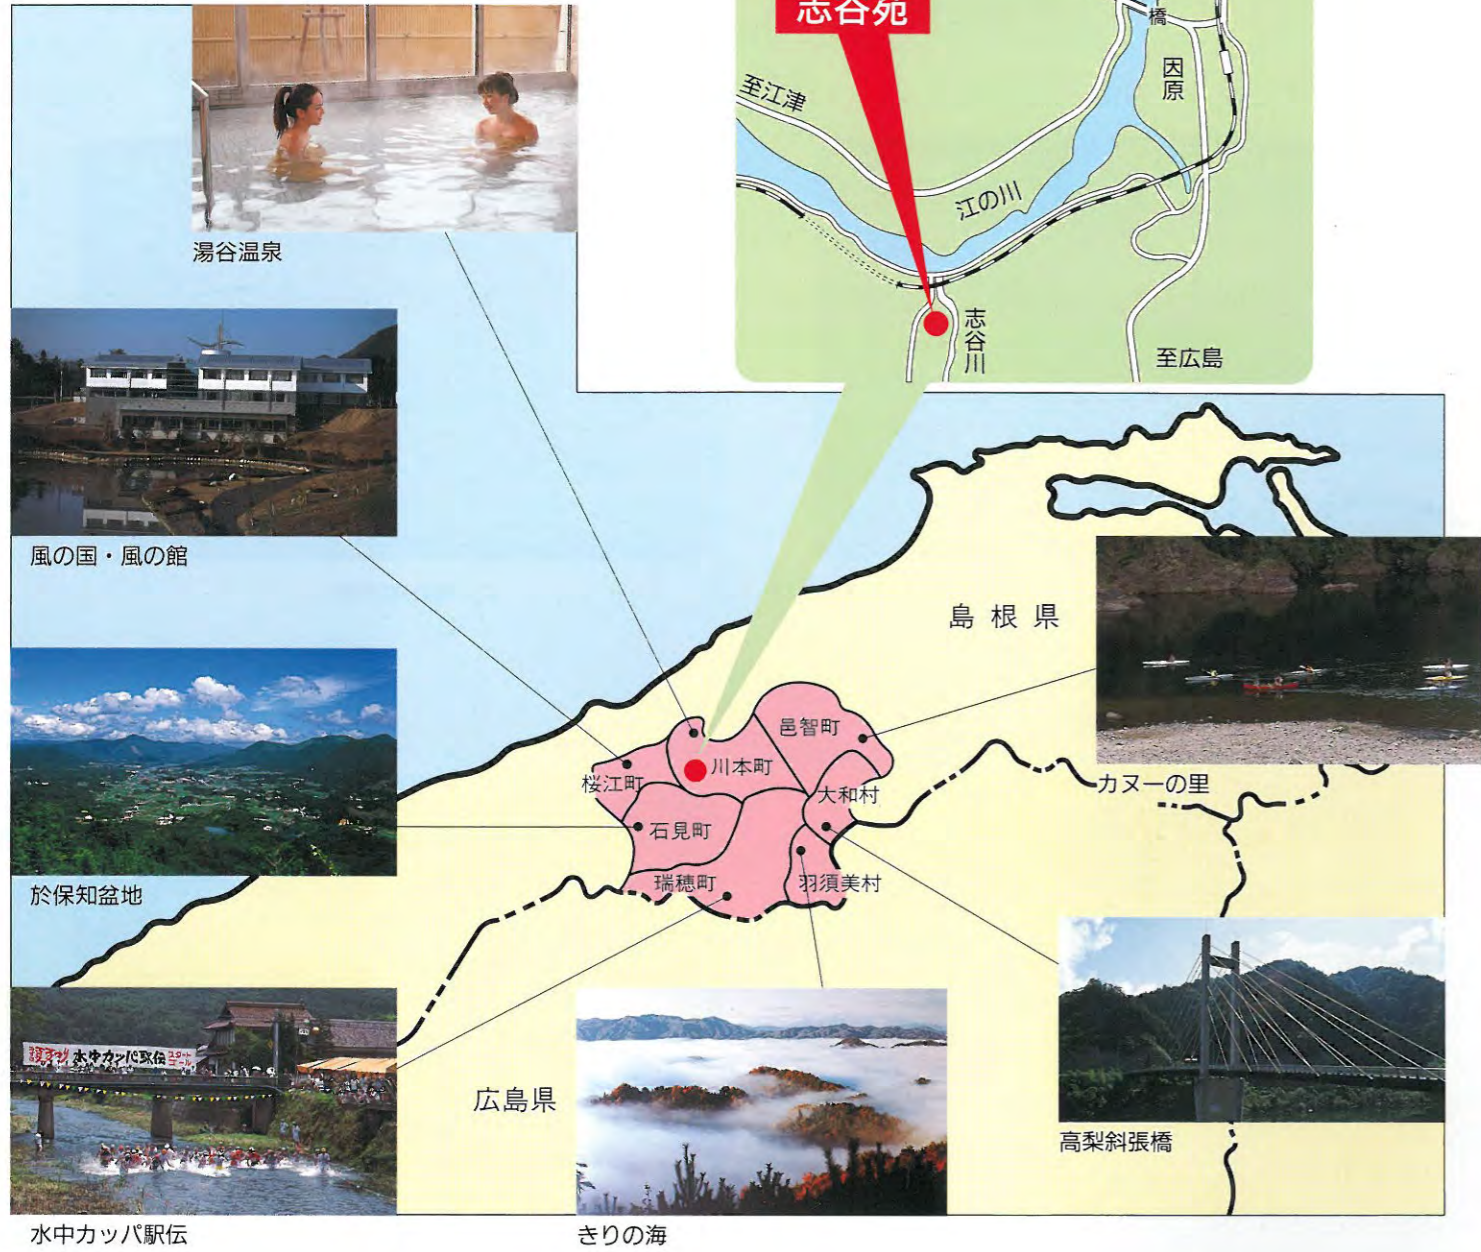 志谷苑
橋
因原
至江津
江の川
志谷川
至広島
湯谷温泉
風の国・風の館
於保知盆地
水中カッパ駅伝
水中カッパ駅伝
きりの海
高梨斜張橋
カヌーの里
島根県
広島県
邑智町
川本町
桜江町
大和村
石見町
瑞穂町
羽須美村